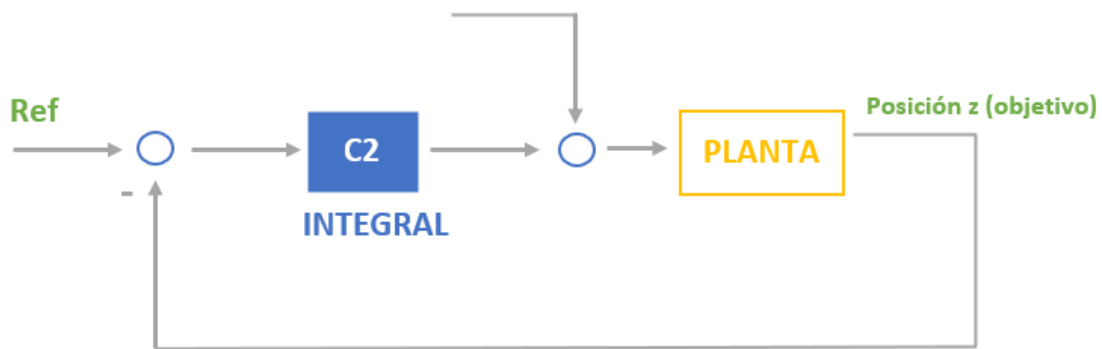 Ref
-
C2
INTEGRAL
PLANTA
Posición z (objetivo)